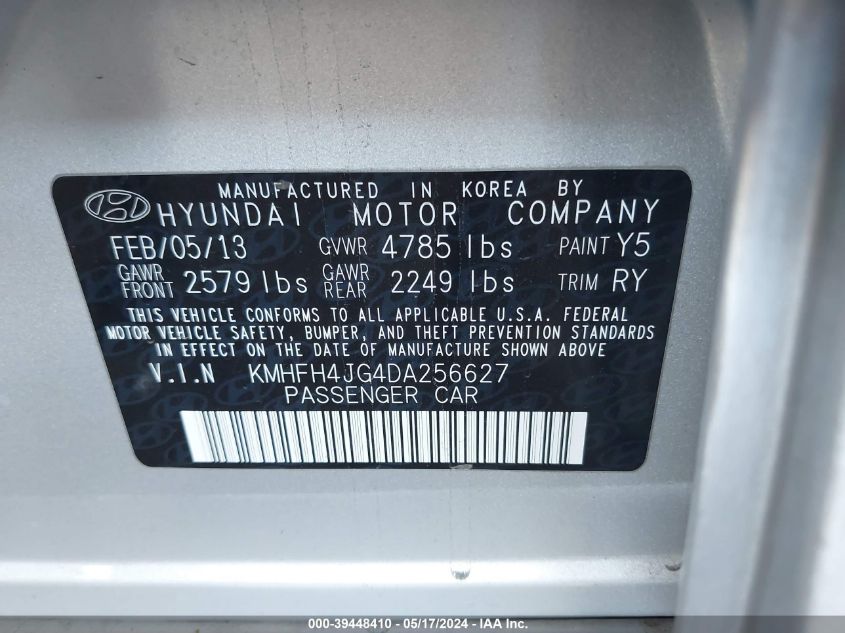 MANUFACTURED IN KOREA BY
HYUNDAI MOTOR COMPANY
FEB/05/13 GVWR 4785 lbs PAINT Y5
GAWR FRONT 2579 lbs GAWR REAR 2249 lbs TRIM RY
THIS VEHICLE CONFORMS TO ALL APPLICABLE U.S.A. FEDERAL
MOTOR VEHICLE SAFETY, BUMPER, AND THEFT PREVENTION STANDARDS
IN EFFECT ON THE DATE OF MANUFACTURE SHOWN ABOVE
V.I.N KMHFH4JG4DA256627
PASSENGER CAR
000-39448410 - 05/17/2024 - IAA Inc.